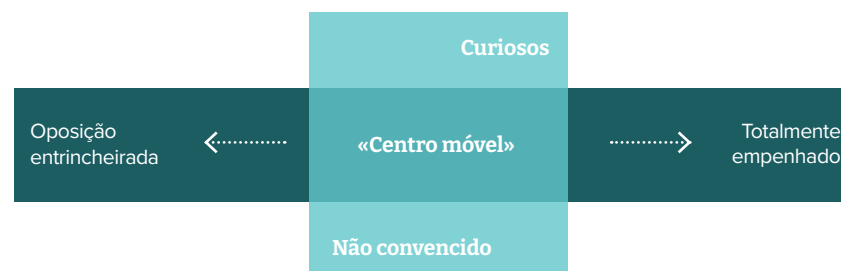 Curiosos
Oposição
entrincheirada
«Centro móvel»
Totalmente
empenhado
Não convencido